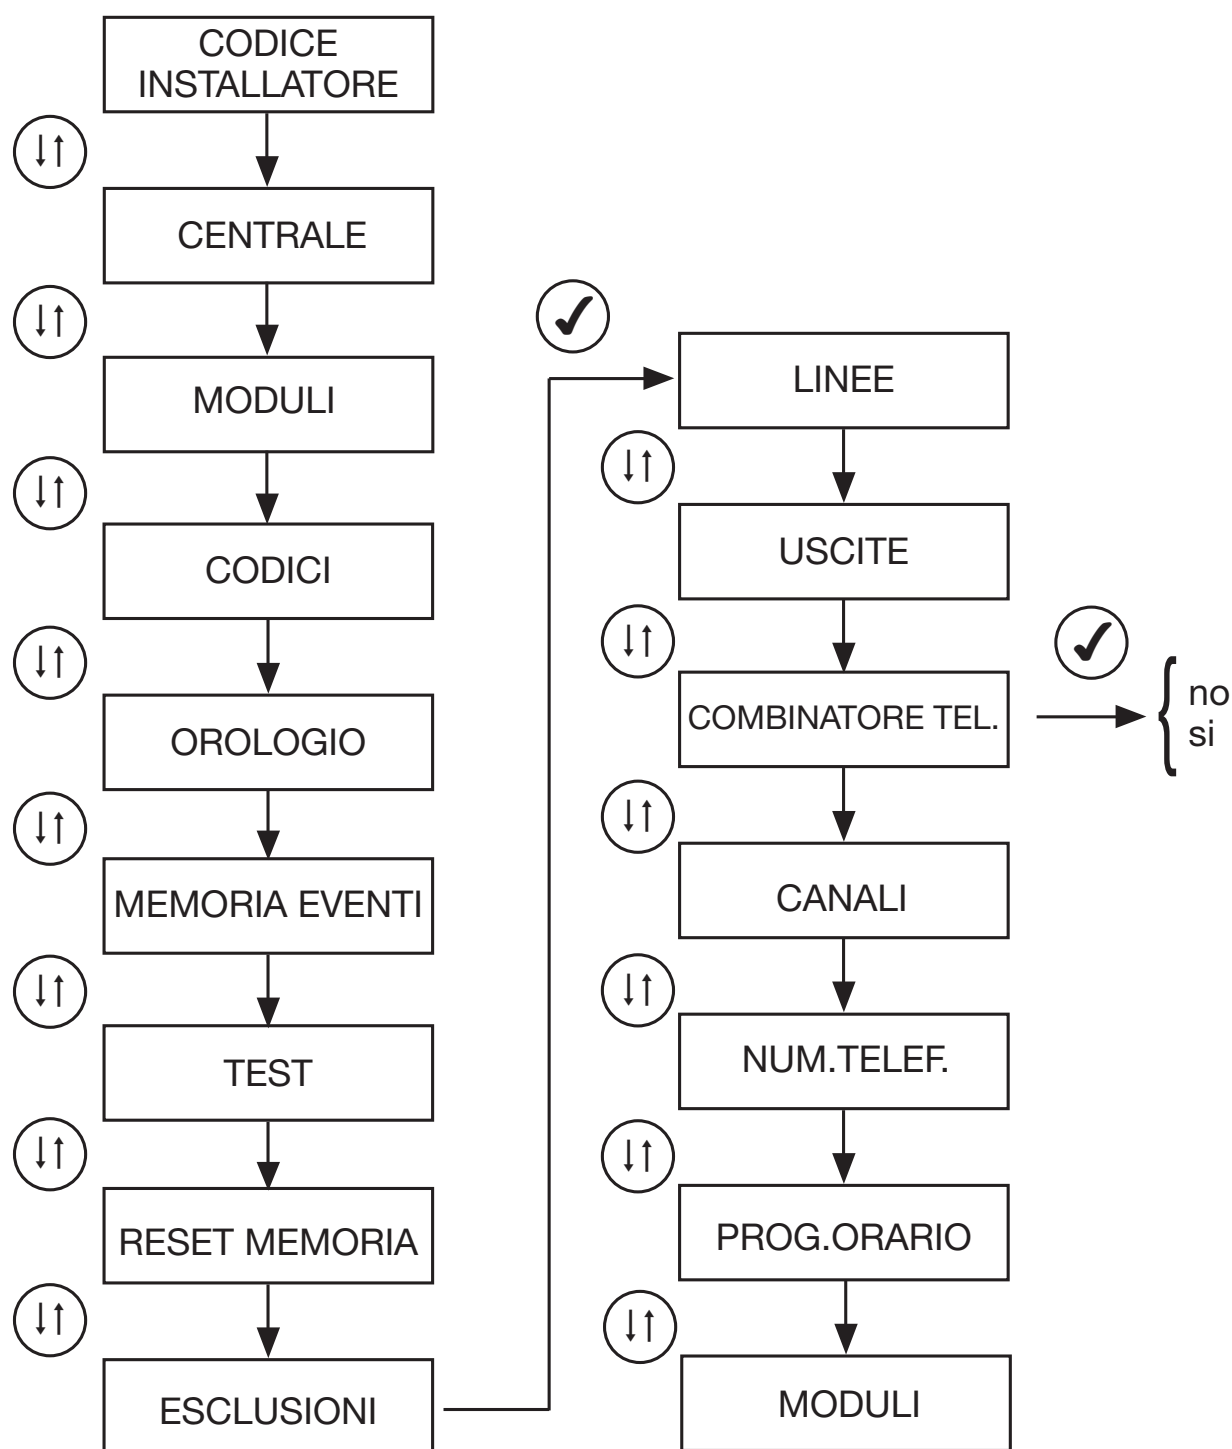 CODICE
INSTALLATORE
CENTRALE
MODULI
CODICI
OROLOGIO
MEMORIA EVENTI
TEST
RESET MEMORIA
ESCLUSIONI
LINEE
USCITE
COMBINATORE TEL.
no
si
CANALI
NUM.TELEF.
PROG.ORARIO
MODULI